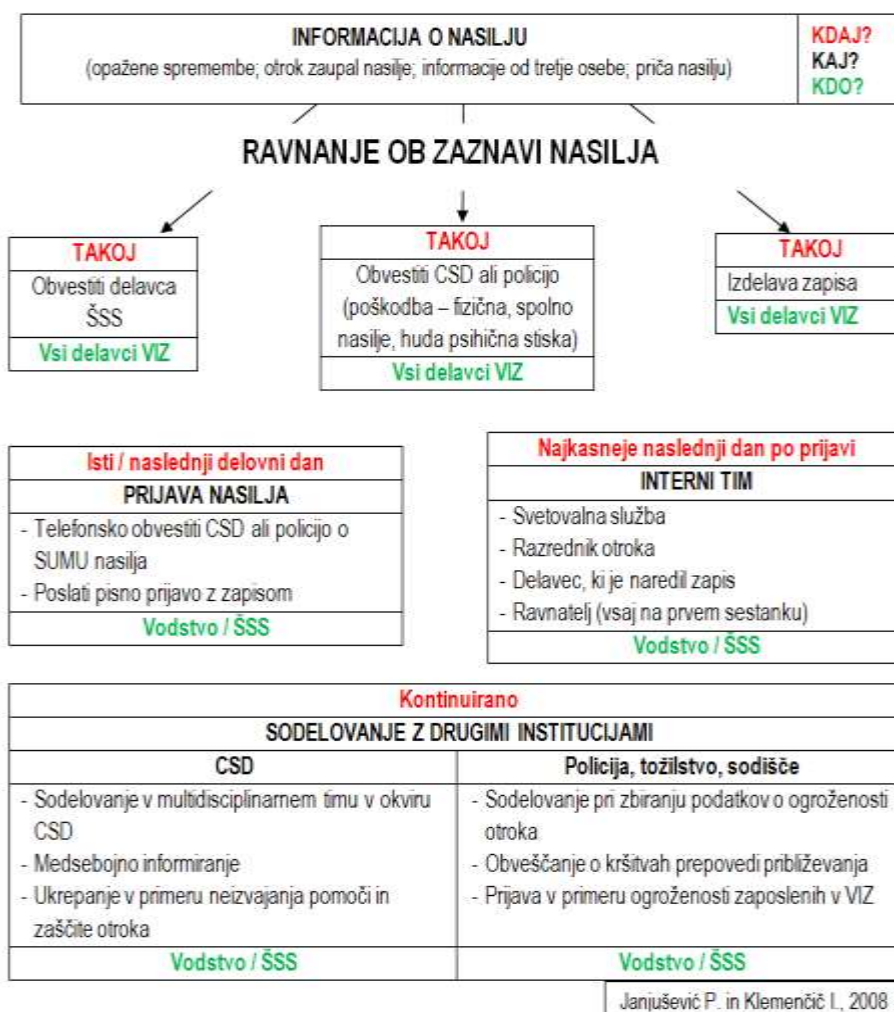 INFORMACIJA O NASILJU
(opažene spremembe; otrok zaupal nasilje; informacije od tretje osebe; priča nasilju)
KDAJ?
KAJ?
KDO?
RAVNANJE OB ZAZNAVI NASILJA
TAKOJ
Obvestiti delavca
ŠSS
Vsi delavci VIZ
TAKOJ
Obvestiti CSD ali policijo
(poškodba – fizična, spolno
nasilje, huda psihična stiska)
Vsi delavci VIZ
TAKOJ
Izdelava zapisa
Vsi delavci VIZ
Isti / naslednji delovni dan
PRIJAVA NASILJA
- Telefonsko obvestiti CSD ali policijo o
SUMU nasilja
- Poslati pisno prijavo z zapisom
Vodstvo / ŠSS
Najkasneje naslednji dan po prijavi
INTERNI TIM
- Svetovalna služba
- Razrednik otroka
- Delavec, ki je naredil zapis
- Ravnatelj (vsaj na prvem sestanku)
Vodstvo / ŠSS
Kontinuirano
SODELOVANJE Z DRUGIMI INSTITUCIJAMI
CSD
- Sodelovanje v multidisciplinarnem timu v okviru
CSD
- Medsebojno informiranje
- Ukrepanje v primeru neizvajanja pomoči in
zaščite otroka
Vodstvo / ŠSS
Policija, tožilstvo, sodišče
- Sodelovanje pri zbiranju podatkov o ogroženosti
otroka
- Obveščanje o kršitvah prepovedi približevanja
- Prijava v primeru ogroženosti zaposlenih v VIZ
Vodstvo / ŠSS
Janjušević P. in Klemenčič I., 2008